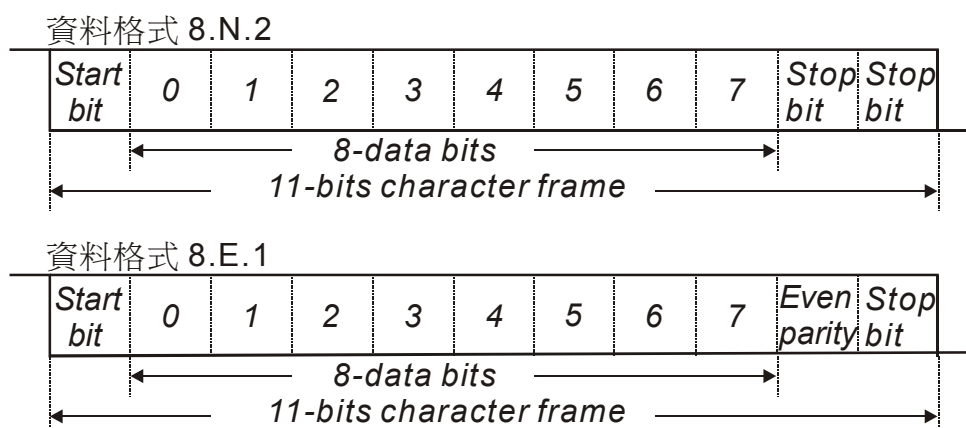 資料格式 8.N.2
Start bit 0 1 2 3 4 5 6 7 Stop bit Stop bit
8-data bits
11-bits character frame
資料格式 8.E.1
Start bit 0 1 2 3 4 5 6 7 Even parity Stop bit
8-data bits
11-bits character frame